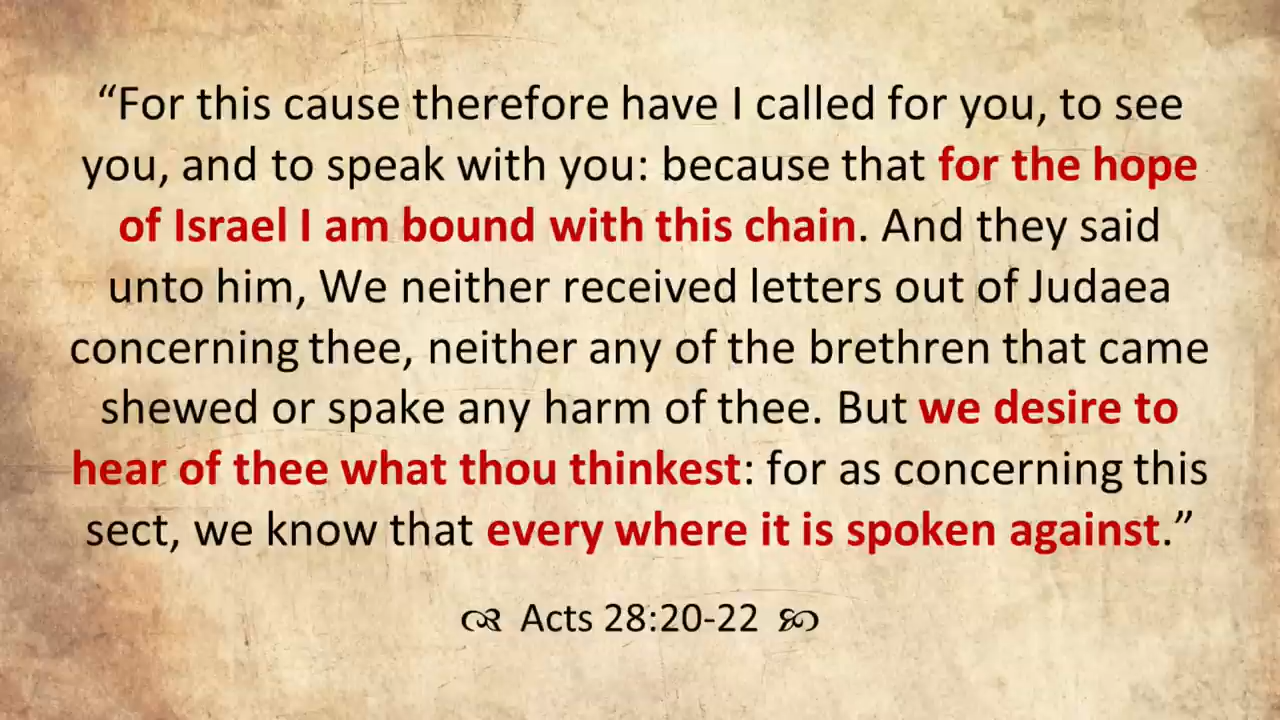 “For this cause therefore have I called for you, to see
you, and to speak with you: because that for the hope
of Israel I am bound with this chain. And they said
unto him, We neither received letters out of Judaea
concerning thee, neither any of the brethren that came
shewed or spake any harm of thee. But we desire to
hear of thee what thou thinkest: for as concerning this
sect, we know that every where it is spoken against.”
Acts 28:20-22